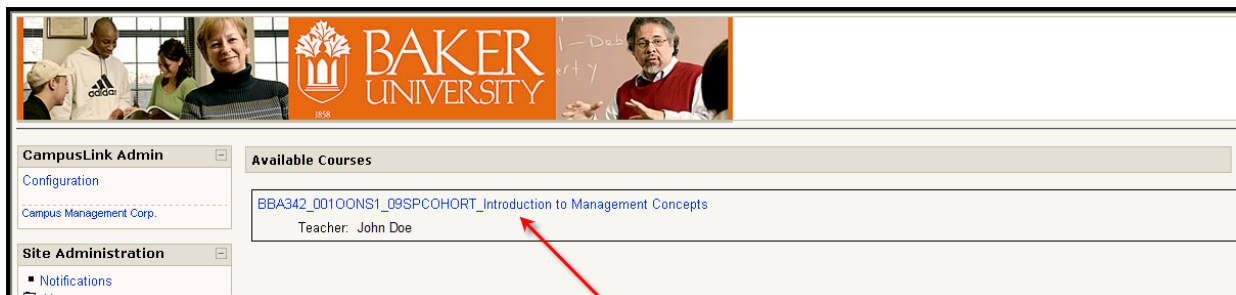 BAKER
UNIVERSITY
1858
CampusLink Admin
Configuration
Campus Management Corp.
Site Administration
Notifications
Available Courses
BBA342_001OONS1_09SPCOHORT_Introduction to Management Concepts
Teacher: John Doe
adidas